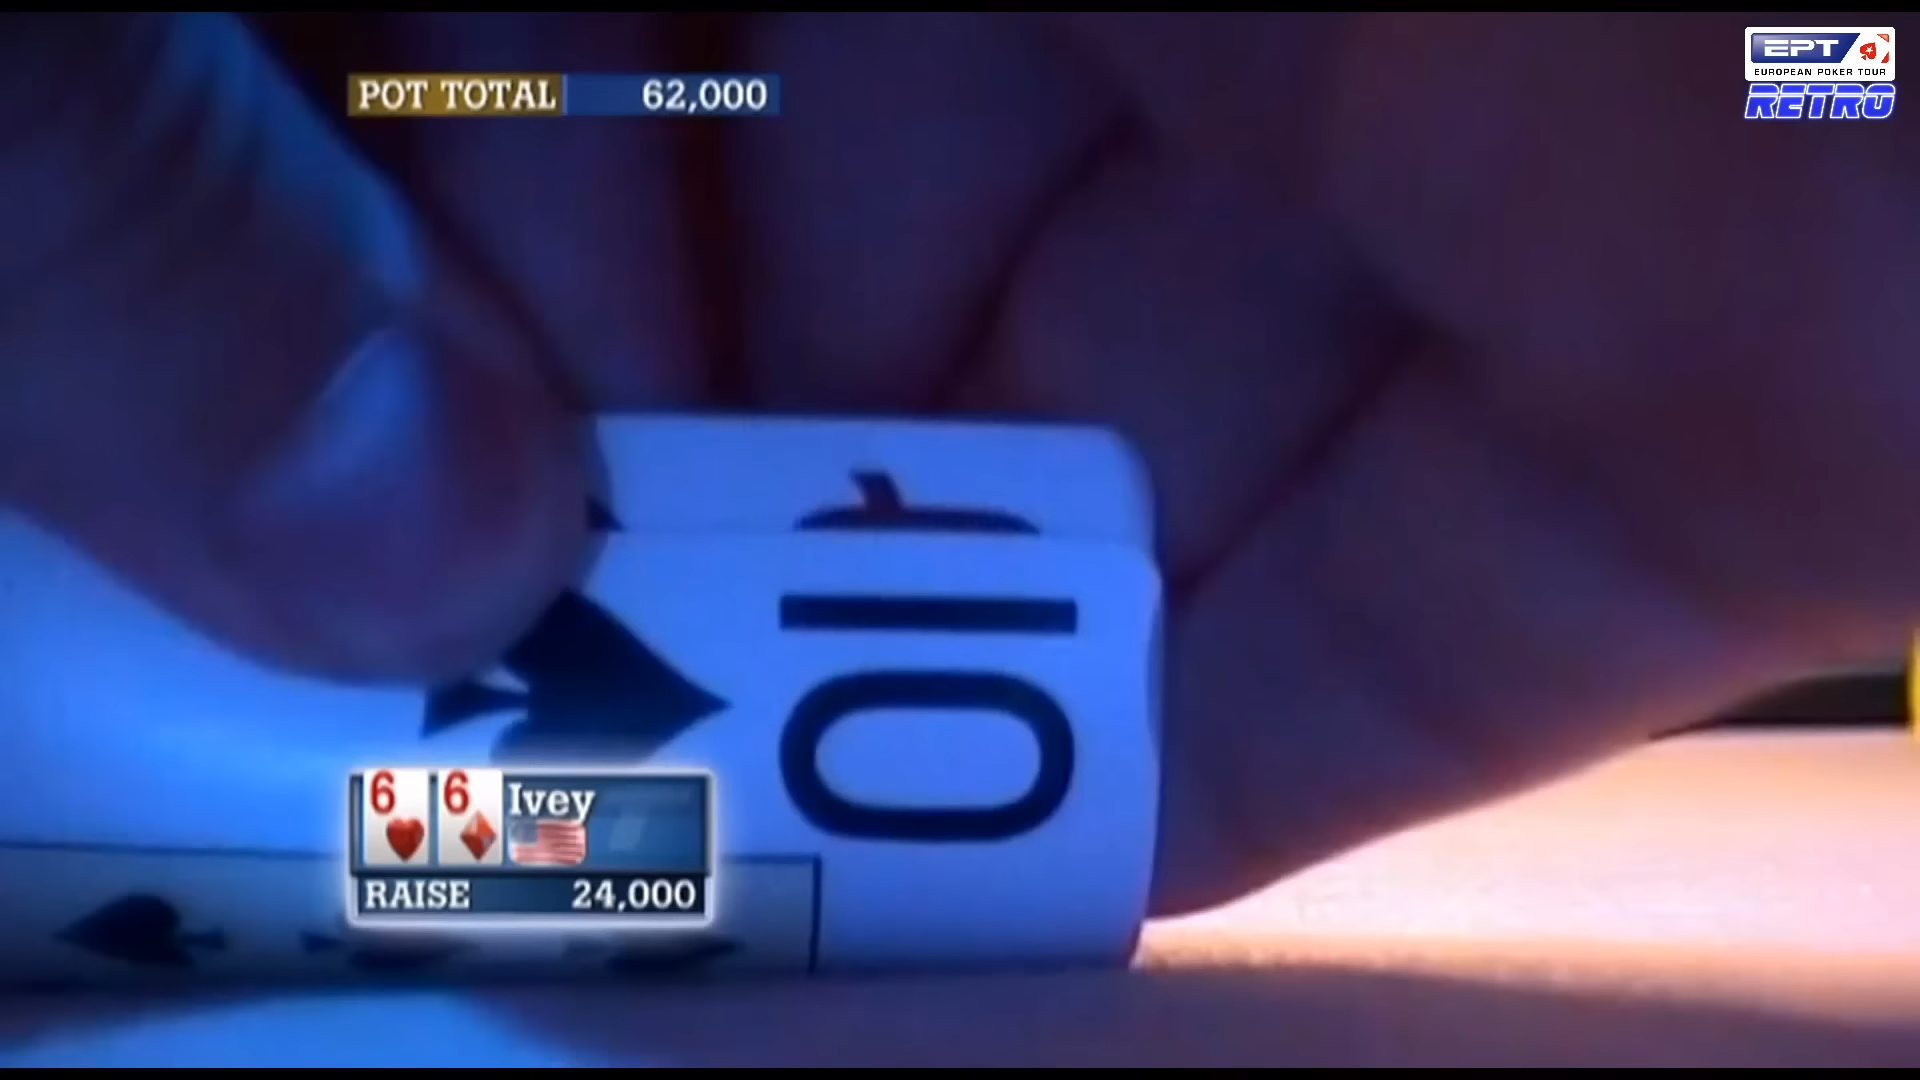 POT TOTAL 62,000
EPT
EUROPEAN POKER TOUR
RETRO
10
6 6 Ivey
RAISE 24,000